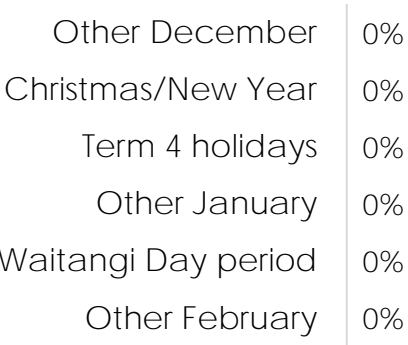 Other December 0%
Christmas/New Year 0%
Term 4 holidays 0%
Other January 0%
Waitangi Day period 0%
Other February 0%